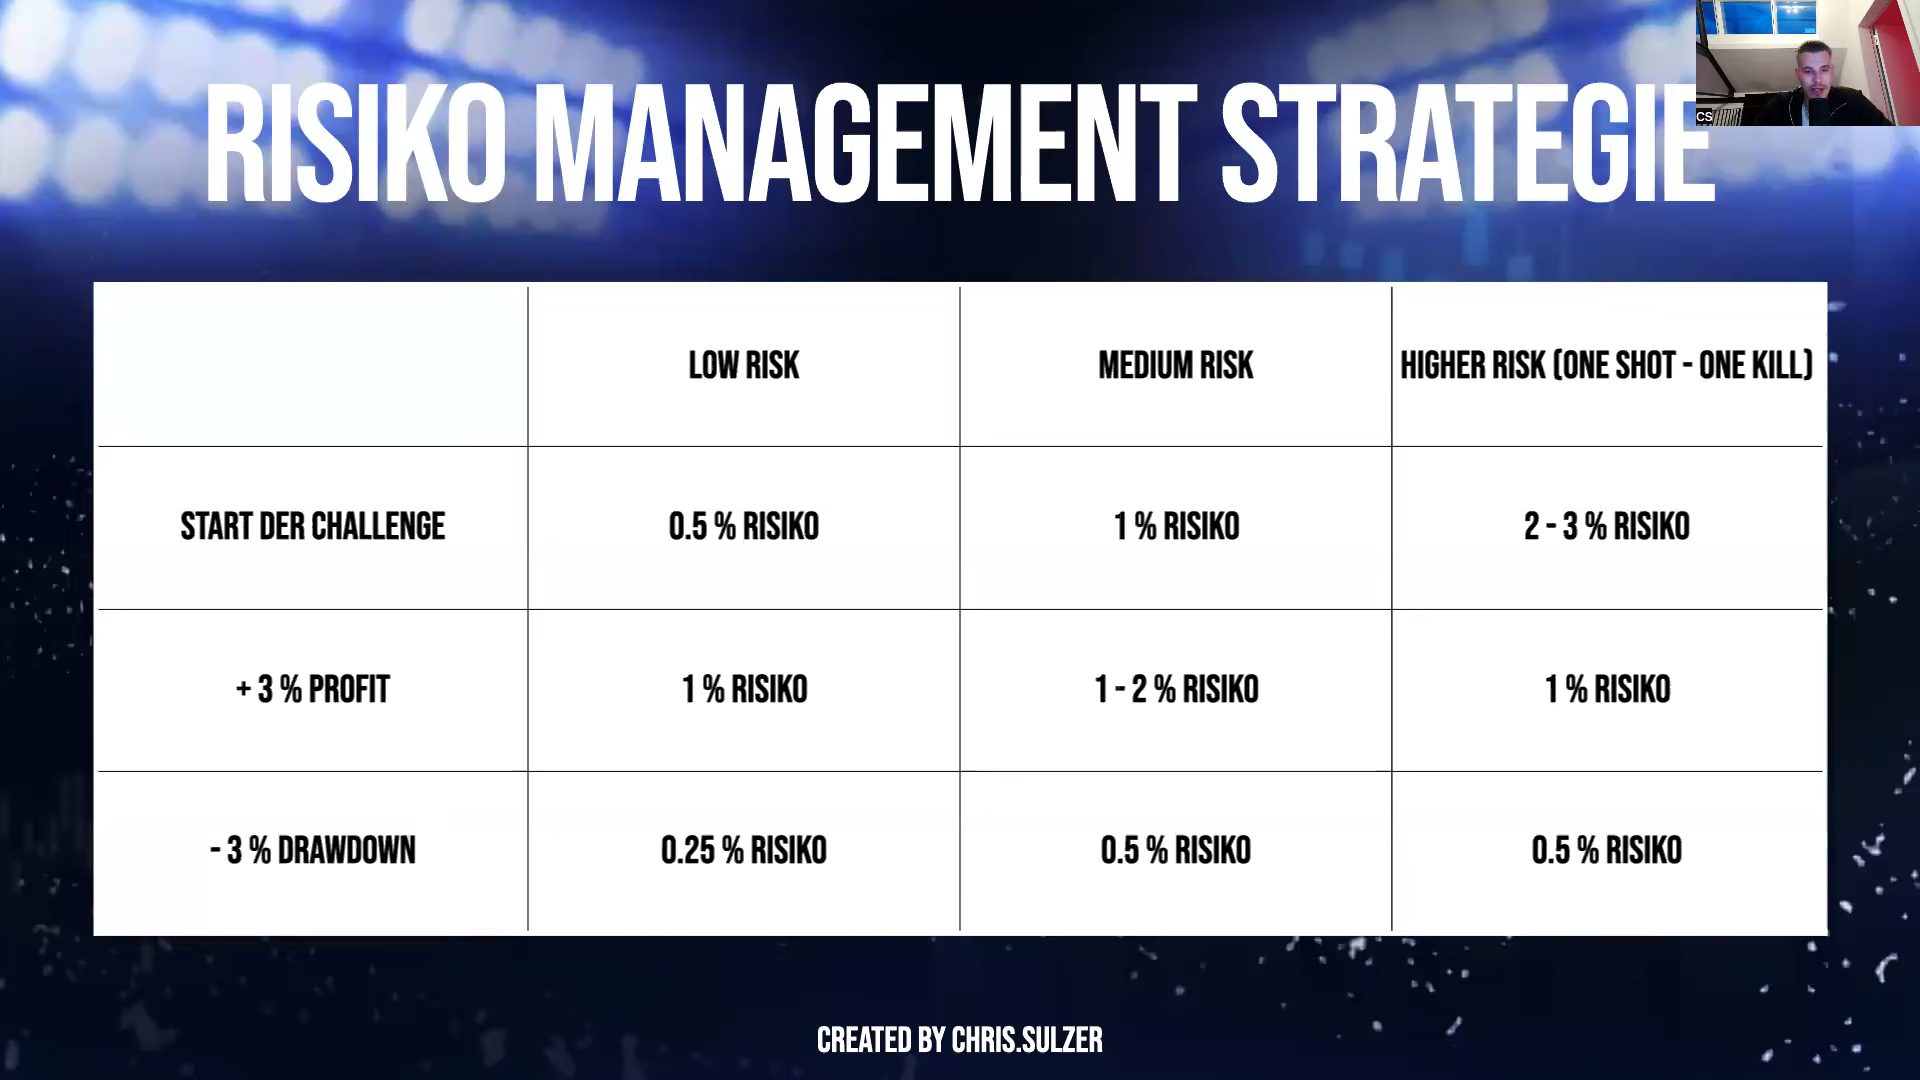 RISIKO MANAGEMENT STRATEGIE
CS
LOW RISK
MEDIUM RISK
HIGHER RISK (ONE SHOT - ONE KILL)
START DER CHALLENGE
0.5 % RISIKO
1 % RISIKO
2 - 3 % RISIKO
+ 3 % PROFIT
1 % RISIKO
1 - 2 % RISIKO
1 % RISIKO
- 3 % DRAWDOWN
0.25 % RISIKO
0.5 % RISIKO
0.5 % RISIKO
CREATED BY CHRIS.SULZER